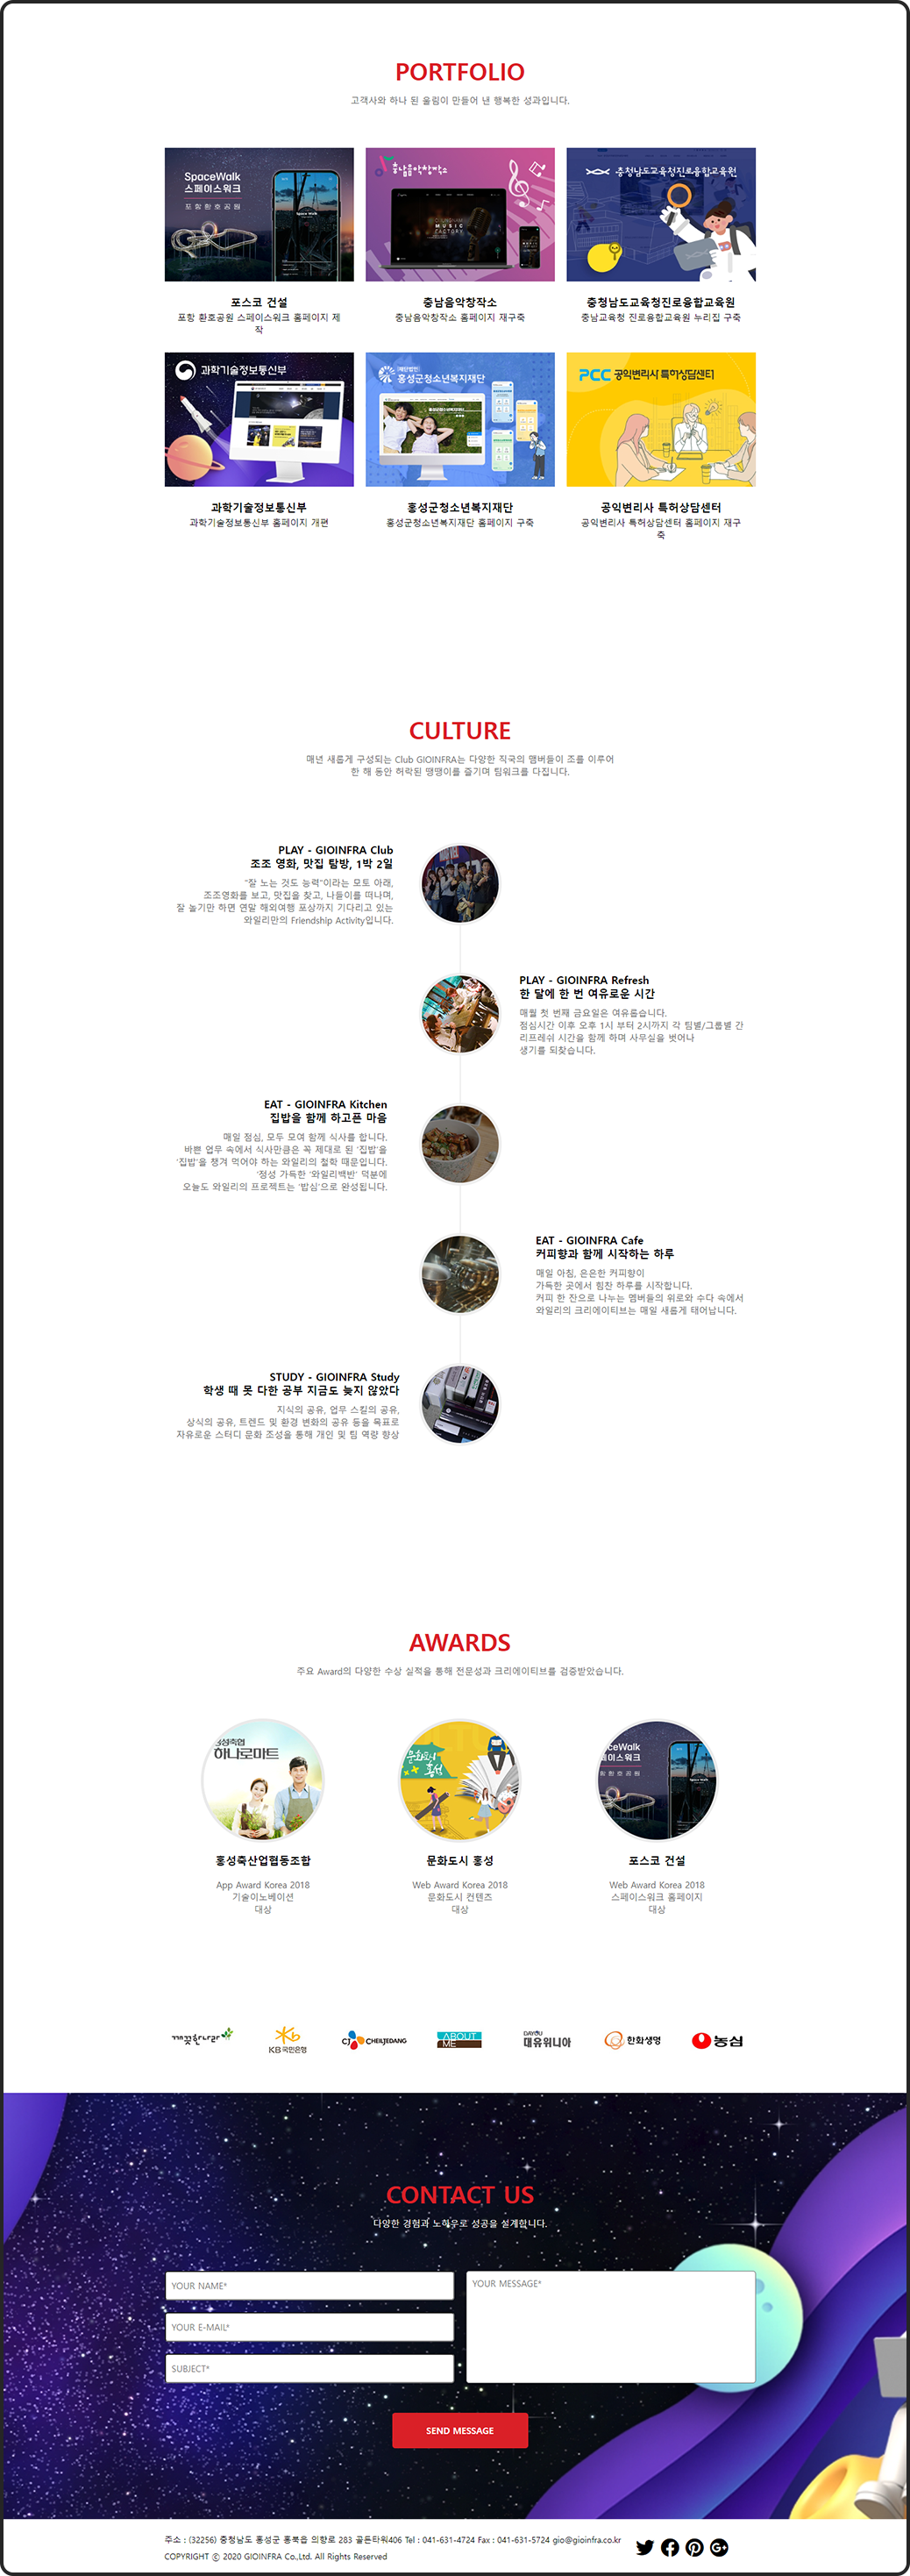 PORTFOLIO
고객사와 하나 된 울림이 만들어 낸 행복한 성과입니다.
SpaceWalk
스페이스워크
포항환호공원
Space Walk
충남음악창작소
CHUNGNAM
MUSIC
FACTORY
충청남도교육청진로융합교육원
포스코 건설
포항 환호공원 스페이스워크 홈페이지 제
작
충남음악창작소
충남음악창작소 홈페이지 재구축
충청남도교육청진로융합교육원
충남교육청 진로융합교육원 누리집 구축
과학기술정보통신부
(재단법인)
홍성군청소년복지재단
PCC 공익변리사 특허상담센터
과학기술정보통신부
과학기술정보통신부 홈페이지 개편
홍성군청소년복지재단
홍성군청소년복지재단 홈페이지 구축
공익변리사 특허상담센터
공익변리사 특허상담센터 홈페이지 재구
축
CULTURE
매년 새롭게 구성되는 Club GIOINFRA는 다양한 직국의 맴버들이 조를 이루어
한 해 동안 허락된 땡땡이를 즐기며 팀워크를 다집니다.
PLAY - GIOINFRA Club
조조 영화, 맛집 탐방, 1박 2일
"잘 노는 것도 능력"이라는 모토 아래,
조조영화를 보고, 맛집을 찾고, 나들이를 떠나며,
잘 놀기만 하면 연말 해외여행 포상까지 기다리고 있는
와일리만의 Friendship Activity입니다.
PLAY - GIOINFRA Refresh
한 달에 한 번 여유로운 시간
매월 첫 번째 금요일은 여유롭습니다.
점심시간 이후 오후 1시 부터 2시까지 각 팀별/그룹별 간
리프레쉬 시간을 함께 하며 사무실을 벗어나
생기를 되찾습니다.
EAT - GIOINFRA Kitchen
집밥을 함께 하고픈 마음
매일 점심, 모두 모여 함께 식사를 합니다.
바쁜 업무 속에서 식사만큼은 꼭 제대로 된 '집밥'을
'집밥'을 챙겨 먹어야 하는 와일리의 철학 때문입니다.
'정성 가득한 '와일리백반' 덕분에
오늘도 와일리의 프로젝트는 '밥심'으로 완성됩니다.
EAT - GIOINFRA Cafe
커피향과 함께 시작하는 하루
매일 아침, 은은한 커피향이
가득한 곳에서 힘찬 하루를 시작합니다.
커피 한 잔으로 나누는 멤버들의 위로와 수다 속에서
와일리의 크리에이티브는 매일 새롭게 태어납니다.
STUDY - GIOINFRA Study
학생 때 못 다한 공부 지금도 늦지 않았다
지식의 공유, 업무 스킬의 공유,
상식의 공유, 트렌드 및 환경 변화의 공유 등을 목표로
자유로운 스터디 문화 조성을 통해 개인 및 팀 역량 향상
AWARDS
주요 Award의 다양한 수상 실적을 통해 전문성과 크리에이티브를 검증받았습니다.
홍성축협
하나로마트
문화도시
홍성
ceWalk
페이스워크
항환호공원
Space Walk
홍성축산업협동조합
App Award Korea 2018
기술이노베이션
대상
문화도시 홍성
Web Award Korea 2018
문화도시 컨텐즈
대상
포스코 건설
Web Award Korea 2018
스페이스워크 홈페이지
대상
깨끗한나라
KB국민은행
CJ CHEILJEDANG
ABOUT
ME
DAYOU
대유위니아
한화생명
농심
CONTACT US
다양한 경험과 노하우로 성공을 설계합니다.
YOUR NAME*
YOUR E-MAIL*
SUBJECT*
YOUR MESSAGE*
SEND MESSAGE
주소 : (32256) 충청남도 홍성군 홍북읍 의향로 283 골든타워406 Tel : 041-631-4724 Fax : 041-631-5724 gio@gioinfra.co.kr
COPYRIGHT ⓒ 2020 GIOINFRA Co.,Ltd. All Rights Reserved